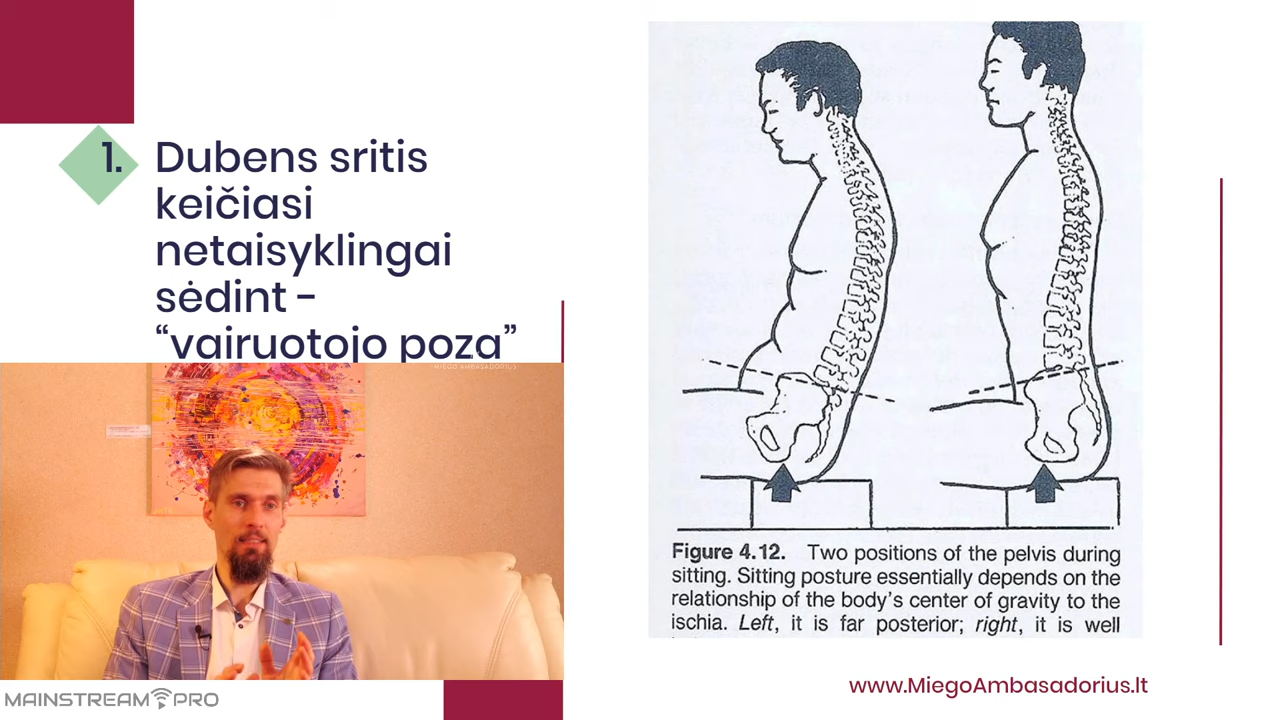 1. Dubens sritis
keičiasi
netaisyklingai
sėdint -
“vairuotojo poza”
MIEGO AMBASADORIUS
Figure 4.12. Two positions of the pelvis during
sitting. Sitting posture essentially depends on the
relationship of the body's center of gravity to the
ischia. Left, it is far posterior; right, it is well
www.MiegoAmbasadorius.lt
MAINSTREAM PRO